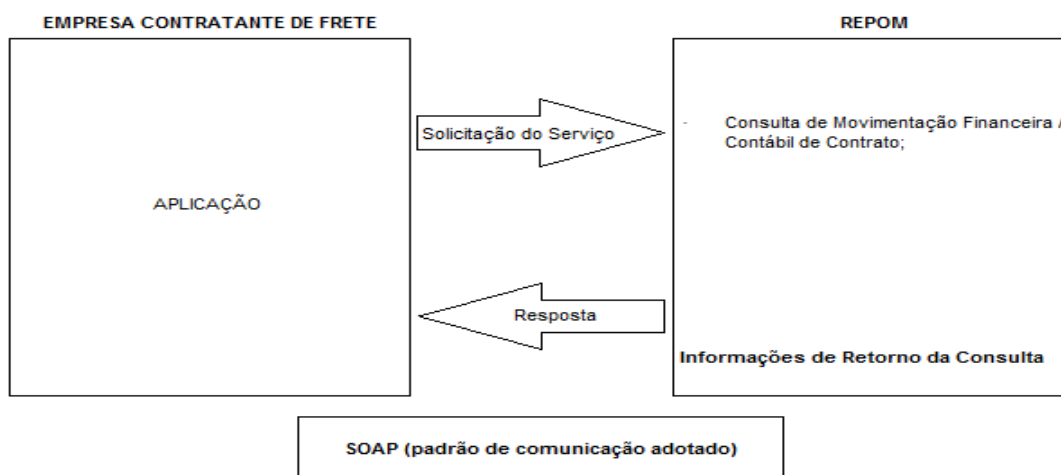 EMPRESA CONTRATANTE DE FRETE
REPOM
Solicitação do Serviço
- Consulta de Movimentação Financeira /
Contábil de Contrato;
APLICAÇÃO
Resposta
Informações de Retorno da Consulta
SOAP (padrão de comunicação adotado)